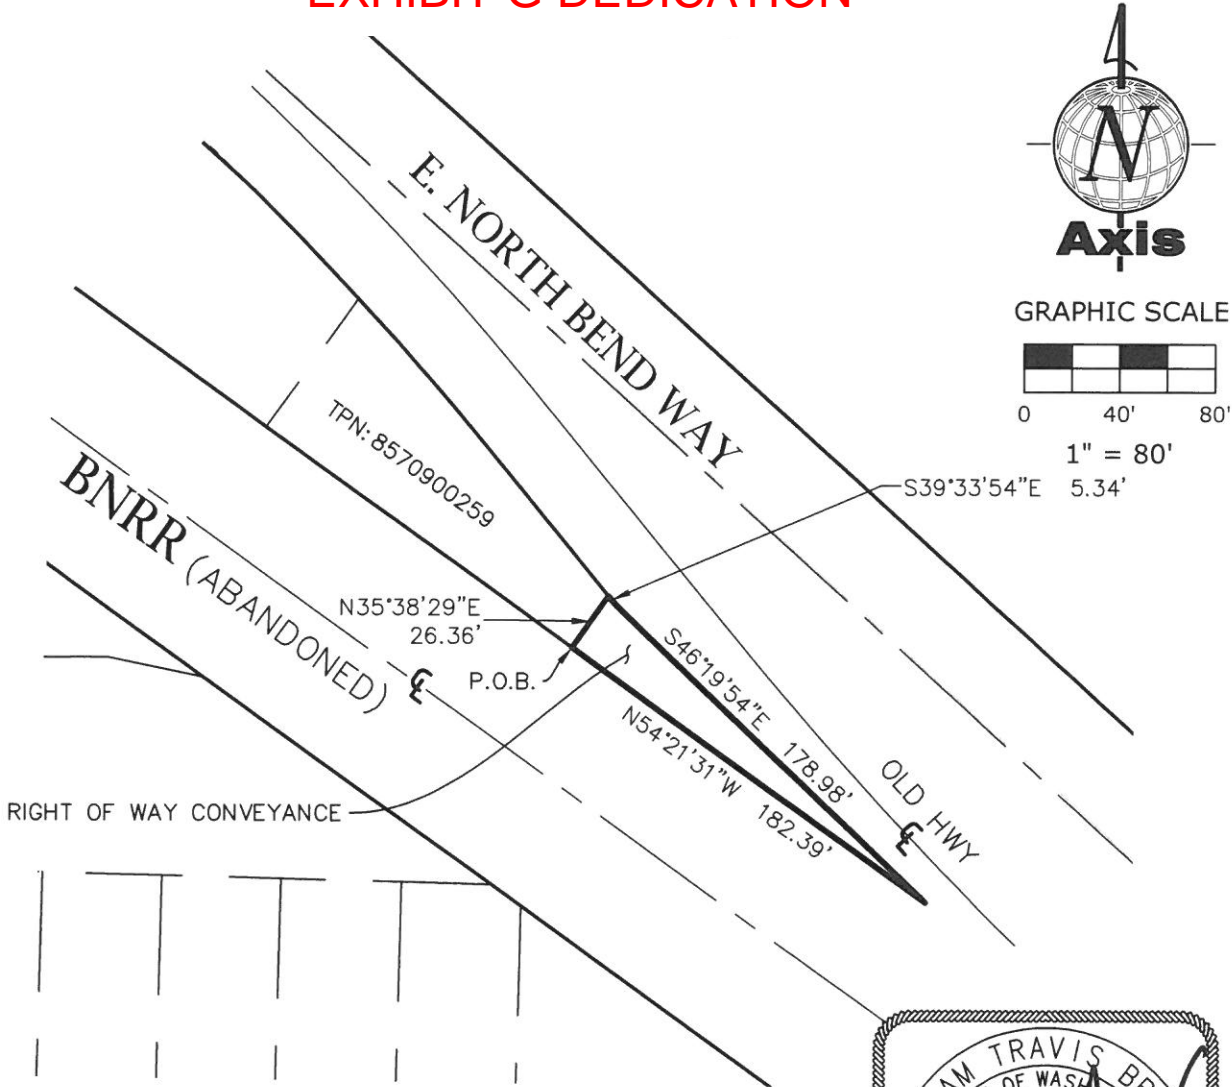 EXHIBIT C DEDICATION
N
Axis
GRAPHIC SCALE
0 40' 80'
1" = 80'
E. NORTH BEND WAY
S39°33'54"E 5.34'
TPN: 8570900259
BNRR (ABANDONED)
N35°38'29"E
26.36'
P.O.B.
S46°19'54"E 178.98'
N54°21'31"W 182.39'
OLD HWY
RIGHT OF WAY CONVEYANCE
TRAVIS
OF WASH